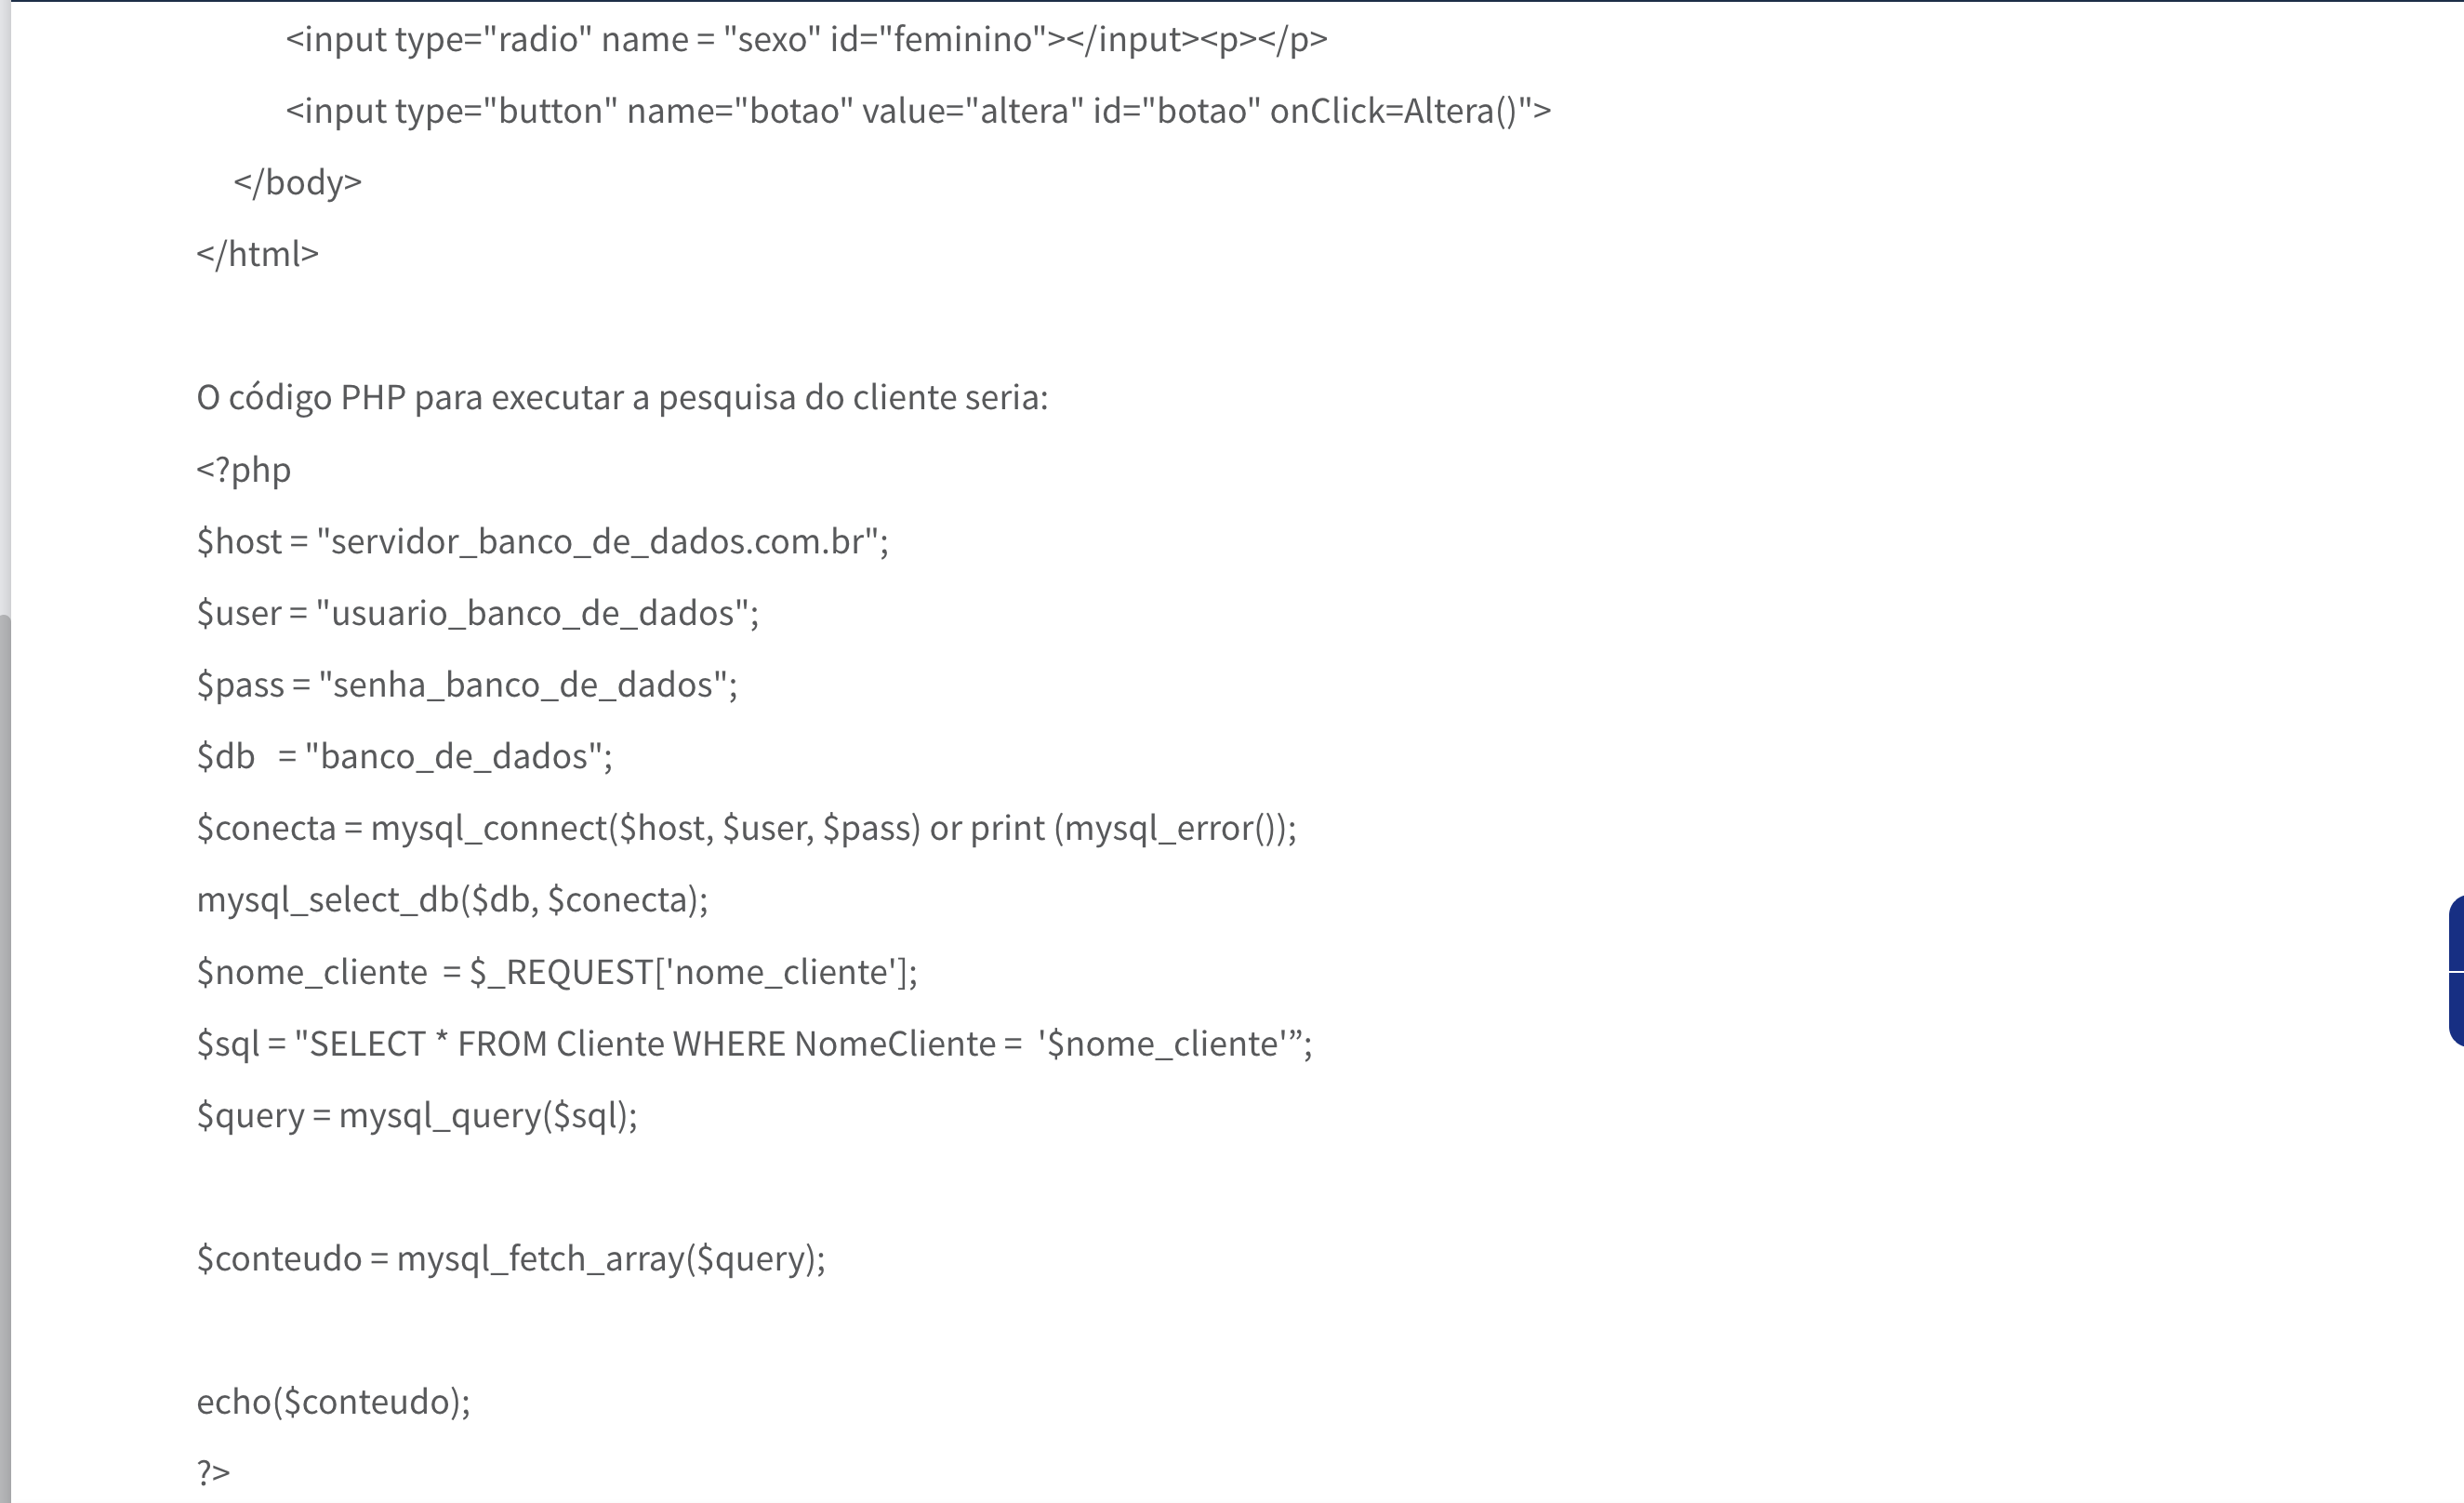 <input type="radio" name = "sexo" id="feminino"></input><p></p>
<input type="button" name="botao" value="altera" id="botao" onClick=Altera()">
</body>
</html>
O código PHP para executar a pesquisa do cliente seria:
<?php
$host = "servidor_banco_de_dados.com.br";
$user = "usuario_banco_de_dados";
$pass = "senha_banco_de_dados";
$db   = "banco_de_dados";
$conecta = mysql_connect($host, $user, $pass) or print (mysql_error());
mysql_select_db($db, $conecta);
$nome_cliente  = $_REQUEST['nome_cliente'];
$sql = "SELECT * FROM Cliente WHERE NomeCliente =  '$nome_cliente'”;
$query = mysql_query($sql);
$conteudo = mysql_fetch_array($query);
echo($conteudo);
?>